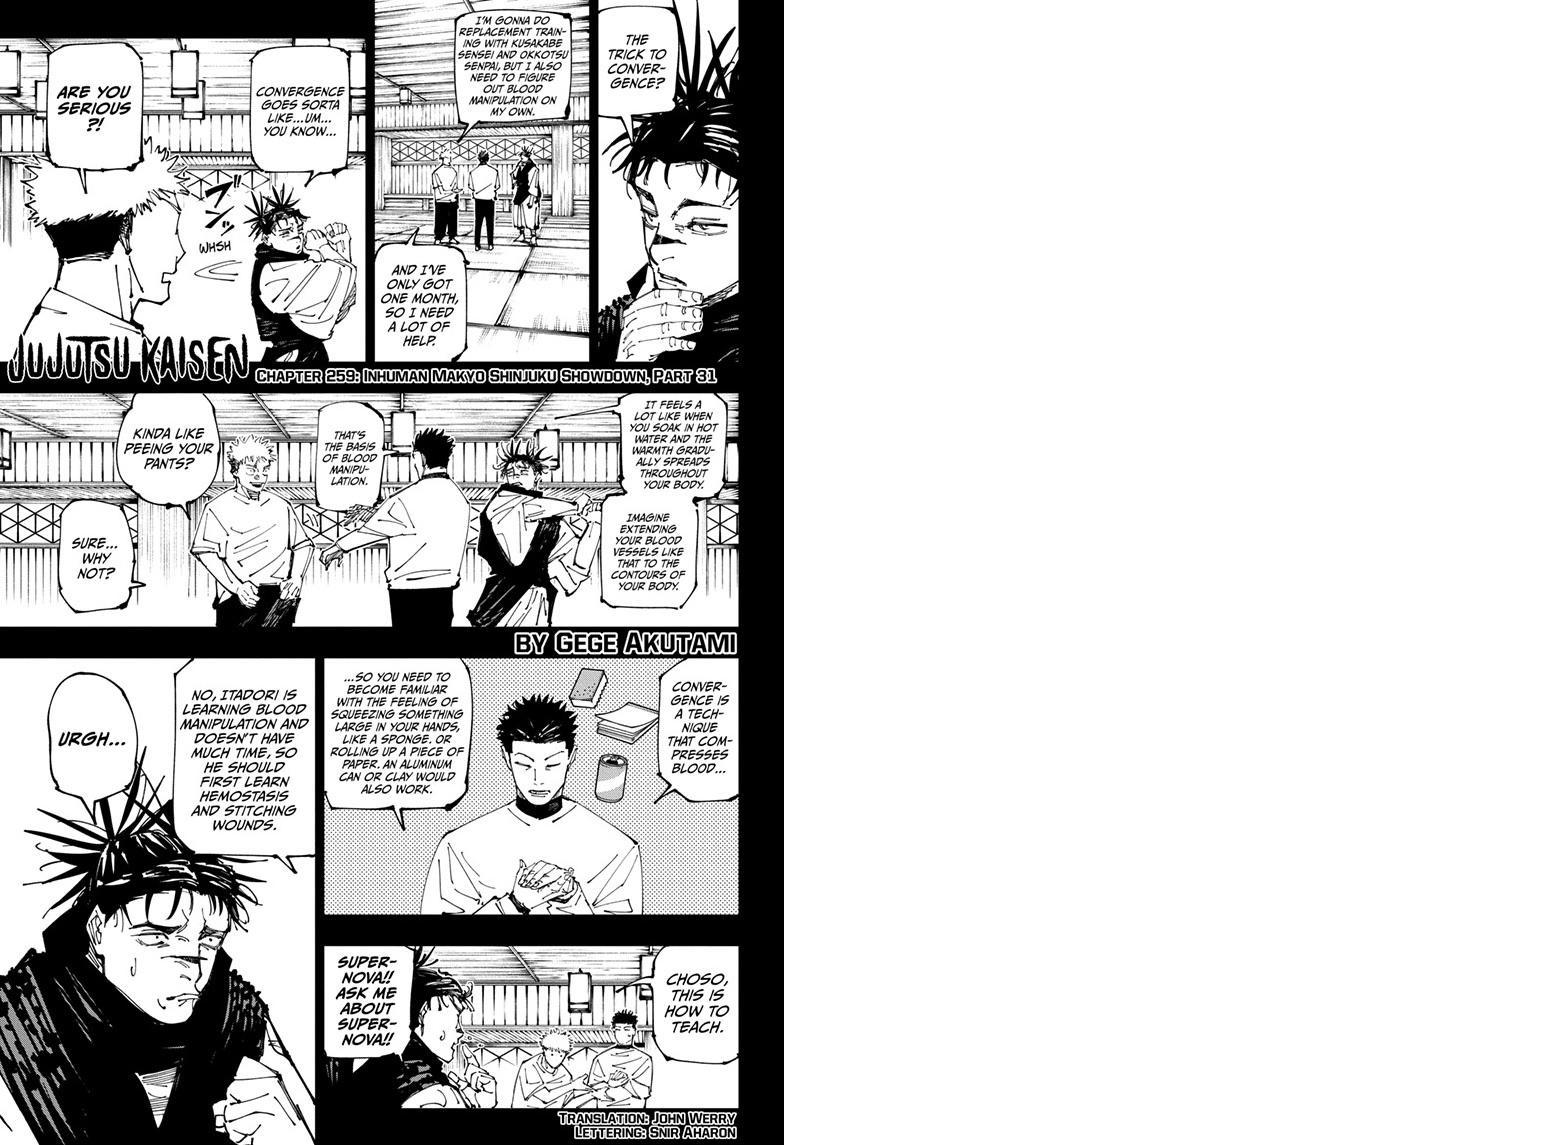 THE
TRICK TO
CONVER-
GENCE?
I'M GONNA DO
REPLACEMENT TRAIN-
ING WITH KUSAKABE
SENSEI AND OKKOTSU
SENPAI, BUT I ALSO
NEED TO FIGURE
OUT BLOOD
MANIPULATION ON
MY OWN.
AND I'VE
ONLY GOT
ONE MONTH,
SO I NEED
A LOT OF
HELP.
CONVERGENCE
GOES SORTA
LIKE...UM...
YOU KNOW...
ブンッ
WHSH
ARE YOU
SERIOUS
?!
JUJUTSU KAISEN
CHAPTER 259: INHUMAN MAKYO SHINJUKU SHOWDOWN, PART 31
IT FEELS A
LOT LIKE WHEN
YOU SOAK IN HOT
WATER AND THE
WARMTH GRADU-
ALLY SPREADS
THROUGHOUT
YOUR BODY.
IMAGINE
EXTENDING
YOUR BLOOD
VESSELS LIKE
THAT TO THE
CONTOURS OF
YOUR BODY.
THAT'S
THE BASIS
OF BLOOD
MANIPU-
LATION.
KINDA LIKE
PEEING YOUR
PANTS?
SURE...
WHY
NOT?
BY GEGE AKUTAMI
CONVER-
GENCE IS
A TECH-
NIQUE
THAT COM-
PRESSES
BLOOD...
...SO YOU NEED TO
BECOME FAMILIAR
WITH THE FEELING OF
SQUEEZING SOMETHING
LARGE IN YOUR HANDS,
LIKE A SPONGE. OR
ROLLING UP A PIECE OF
PAPER. AN ALUMINUM
CAN OR CLAY WOULD
ALSO WORK.
CHOSO,
THIS IS
HOW TO
TEACH.
SUPER-
NOVA!!
ASK ME
ABOUT
SUPER-
NOVA!!
NO, ITADORI IS
LEARNING BLOOD
MANIPULATION AND
DOESN'T HAVE
MUCH TIME, SO
HE SHOULD
FIRST LEARN
HEMOSTASIS
AND STITCHING
WOUNDS.
URGH...
TRANSLATION: JOHN WERRY
LETTERING: SNIR AHARON